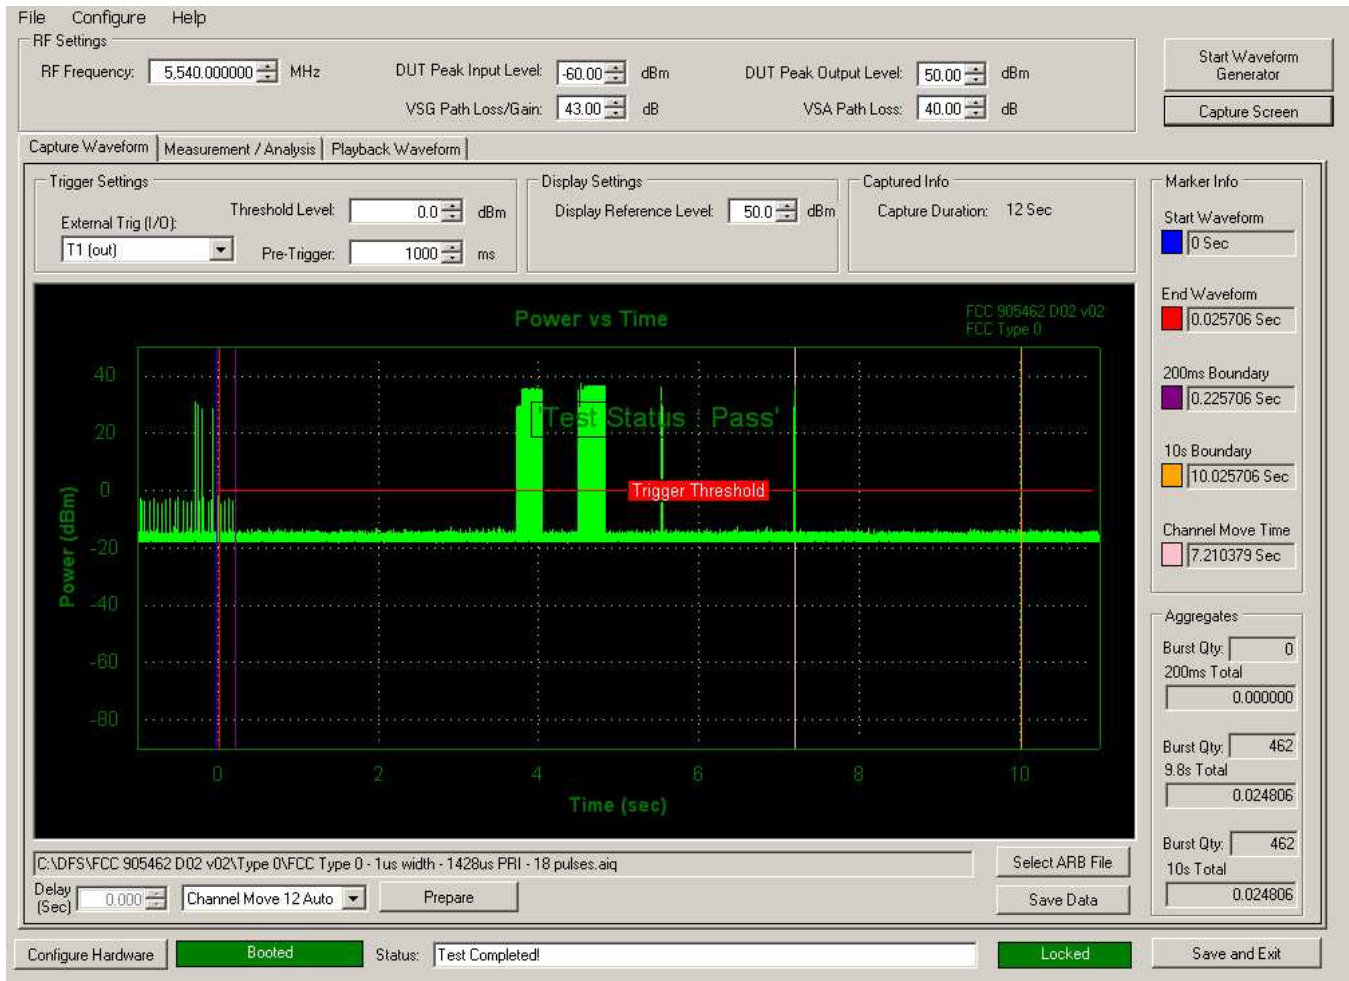 File Configure Help
RF Settings
RF Frequency: 5,540.000000 MHz
DUT Peak Input Level: -60.00 dBm
DUT Peak Output Level: 50.00 dBm
VSG Path Loss/Gain: 43.00 dB
VSA Path Loss: 40.00 dB
Start Waveform
Generator
Capture Screen
Capture Waveform Measurement / Analysis Playback Waveform
Trigger Settings
External Trig (I/O):
T1 (out)
Threshold Level: 0.0 dBm
Pre-Trigger: 1000 ms
Display Settings
Display Reference Level: 50.0 dBm
Captured Info
Capture Duration: 12 Sec
Marker Info
Start Waveform
0 Sec
End Waveform
0.025706 Sec
200ms Boundary
0.225706 Sec
10s Boundary
10.025706 Sec
Channel Move Time
7.210379 Sec
Power vs Time
FCC 905462 D02 v02
FCC Type 0
'Test Status : Pass'
Trigger Threshold
Power (dBm)
40
20
0
-20
-40
-60
-80
0 2 4 6 8 10
Time (sec)
Aggregates
Burst Qty: 0
200ms Total
0.000000
Burst Qty: 462
9.8s Total
0.024806
Burst Qty: 462
10s Total
0.024806
C:\DFS\FCC 905462 D02 v02\Type 0\FCC Type 0 - 1us width - 1428us PRI - 18 pulses.aiq
Select ARB File
Delay
(Sec) 0.000 Channel Move 12 Auto Prepare
Save Data
Configure Hardware Booted Status: Test Completed! Locked Save and Exit